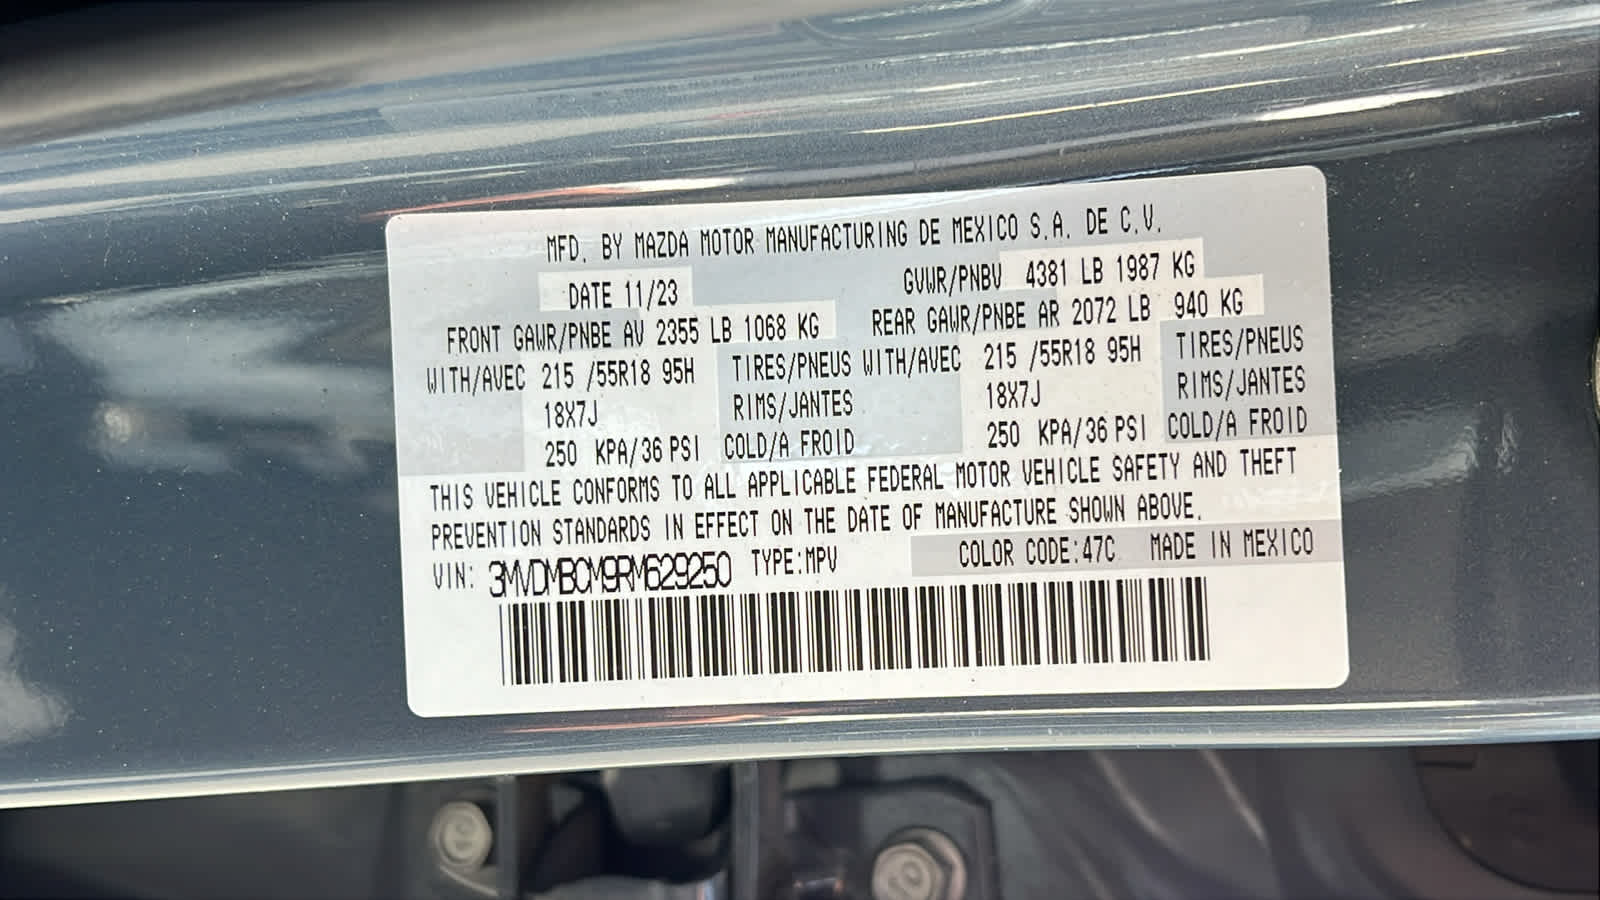 MFD. BY MAZDA MOTOR MANUFACTURING DE MEXICO S.A. DE C.V.
DATE 11/23 GVWR/PNBV 4381 LB 1987 KG
FRONT GAWR/PNBE AV 2355 LB 1068 KG REAR GAWR/PNBE AR 2072 LB 940 KG
WITH/AVEC 215 /55R18 95H TIRES/PNEUS WITH/AVEC 215 /55R18 95H TIRES/PNEUS
18X7J RIMS/JANTES 18X7J RIMS/JANTES
250 KPA/36 PSI COLD/A FROID 250 KPA/36 PSI COLD/A FROID
THIS VEHICLE CONFORMS TO ALL APPLICABLE FEDERAL MOTOR VEHICLE SAFETY AND THEFT
PREVENTION STANDARDS IN EFFECT ON THE DATE OF MANUFACTURE SHOWN ABOVE.
VIN: 3MVDMBCM9RM629250 TYPE:MPV COLOR CODE:47C MADE IN MEXICO